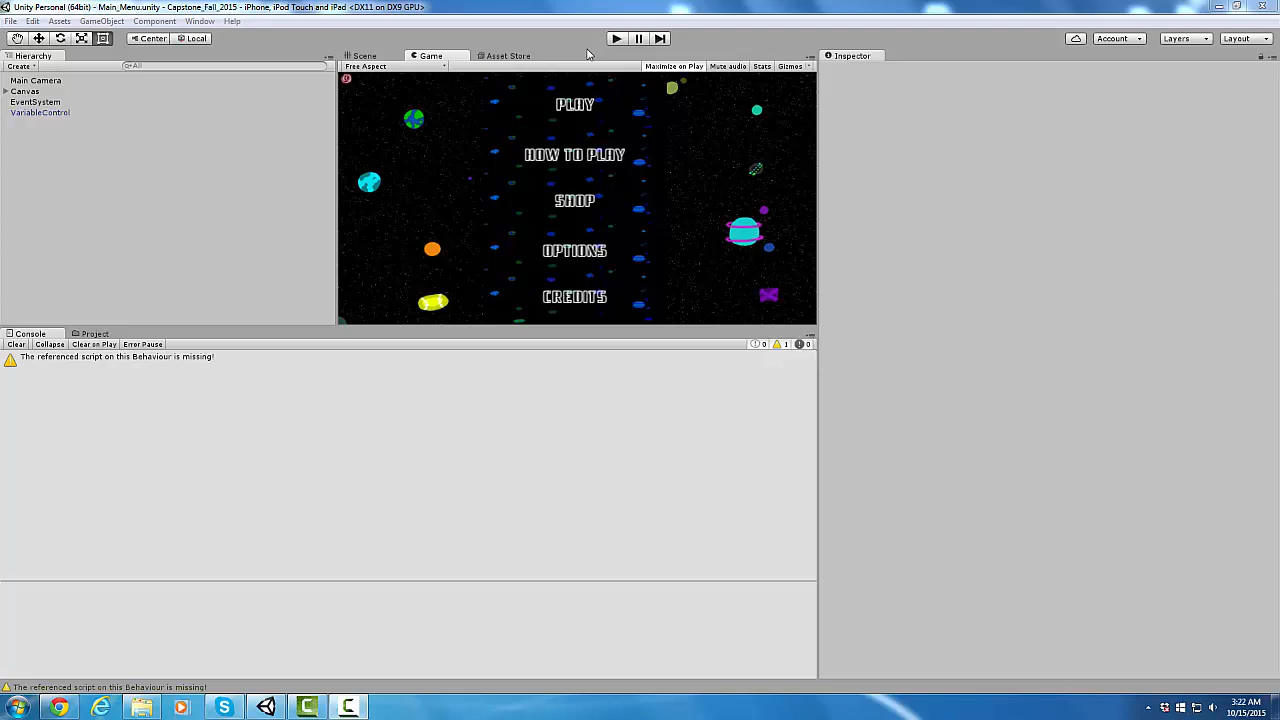 Unity Personal (64bit) - Main_Menu.unity - Capstone_Fall_2015 - iPhone, iPod Touch and iPad <DX11 on DX9 GPU>
File Edit Assets GameObject Component Window Help
Center Local Account Layers Layout
Hierarchy Scene Game Asset Store Inspector
Create All Free Aspect Maximize on Play Mute audio Stats Gizmos
Main Camera
Canvas
EventSystem
VariableControl
PLAY
HOW TO PLAY
SHOP
OPTIONS
CREDITS
Console Project
Clear Collapse Clear on Play Error Pause 0 1 0
The referenced script on this Behaviour is missing!
The referenced script on this Behaviour is missing!
3:22 AM
10/15/2015